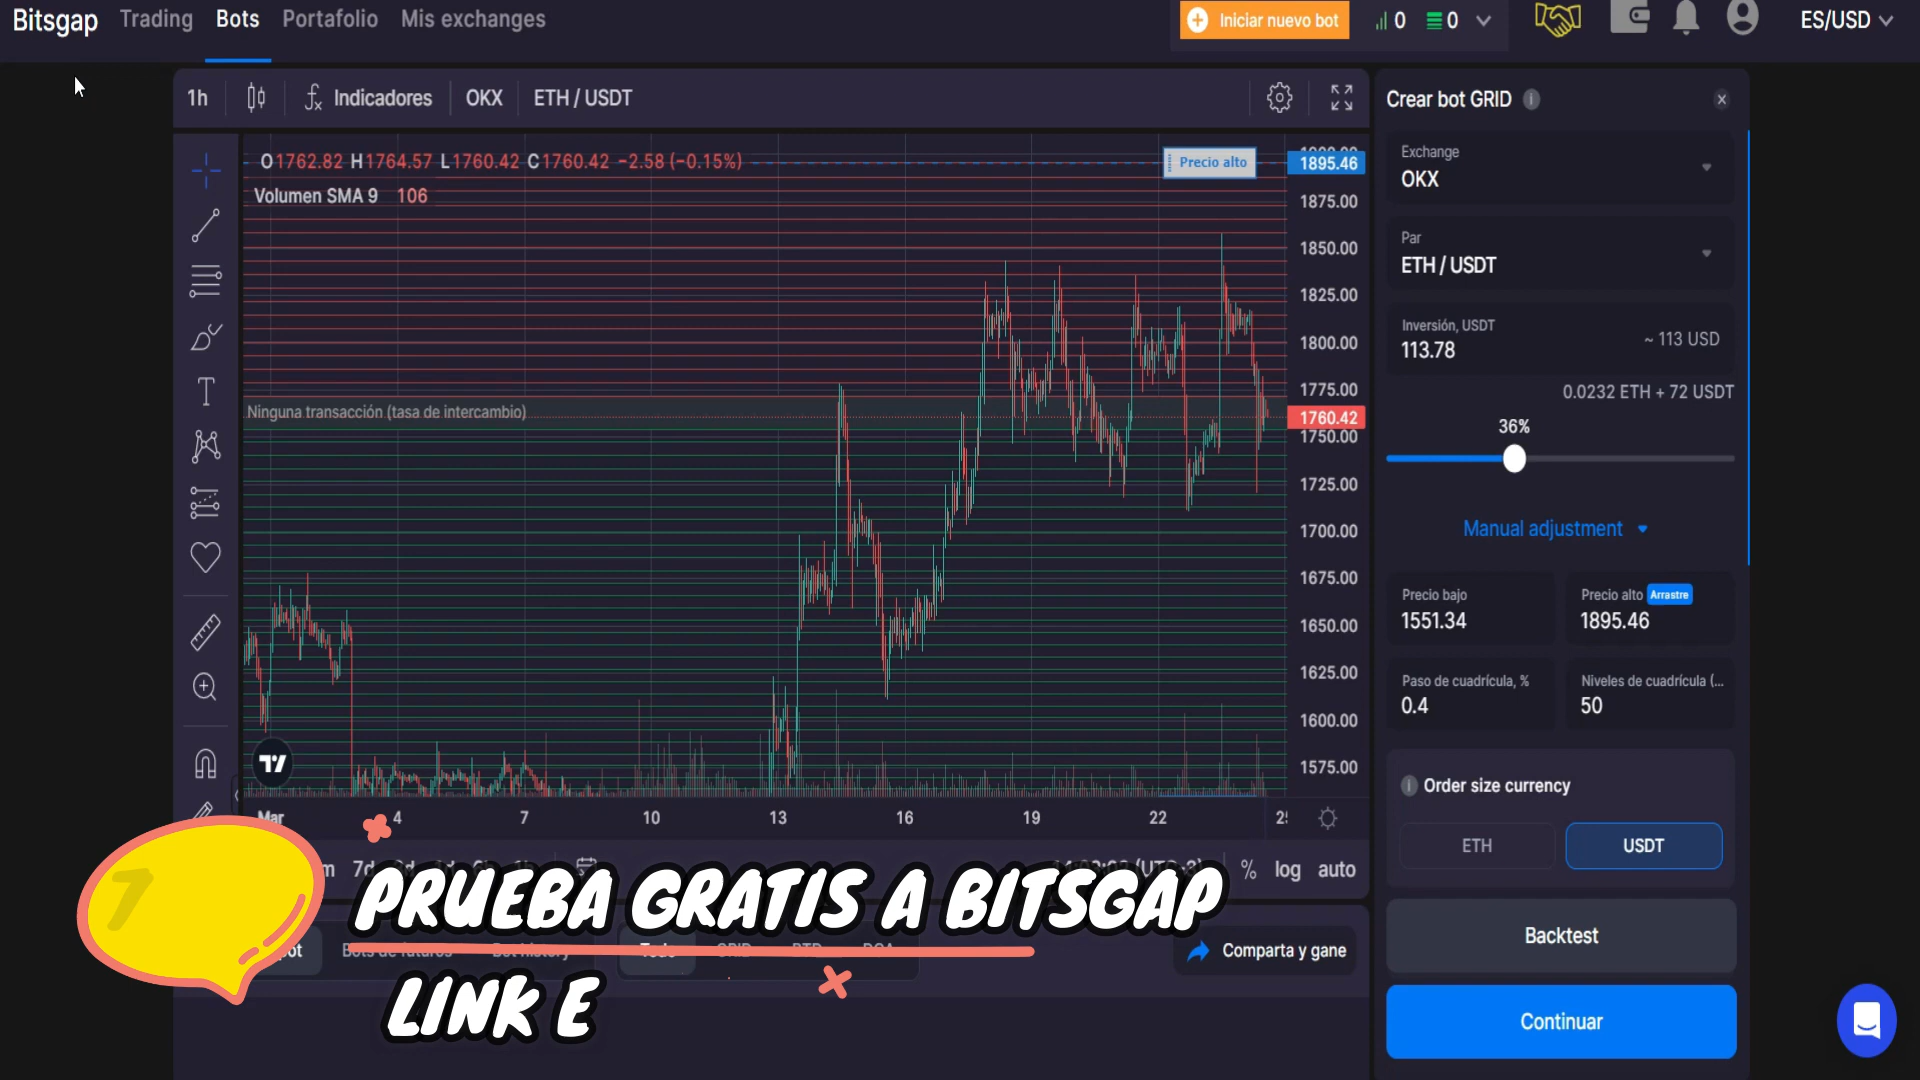 Bitsgap Trading Bots Portafolio Mis exchanges
Iniciar nuevo bot 0 0 ES/USD
1h Indicadores OKX ETH / USDT
O1762.82 H1764.57 L1760.42 C1760.42 −2.58 (−0.15%)
Volumen SMA 9 106
Precio alto
1895.46
1875.00
1850.00
1825.00
1800.00
1775.00
Ninguna transacción (tasa de intercambio)
1760.42
1750.00
1725.00
1700.00
1675.00
1650.00
1625.00
1600.00
1575.00
Mar 4 7 10 13 16 19 22
7d
% log auto
Todo
Comparta y gane
Crear bot GRID
Exchange
OKX
Par
ETH / USDT
Inversión, USDT
113.78 ~ 113 USD
0.0232 ETH + 72 USDT
36%
Manual adjustment
Precio bajo
1551.34
Precio alto Arrastre
1895.46
Paso de cuadrícula, %
0.4
Niveles de cuadrícula (...
50
Order size currency
ETH USDT
Backtest
Continuar
7
PRUEBA GRATIS A BITSGAP
LINK E